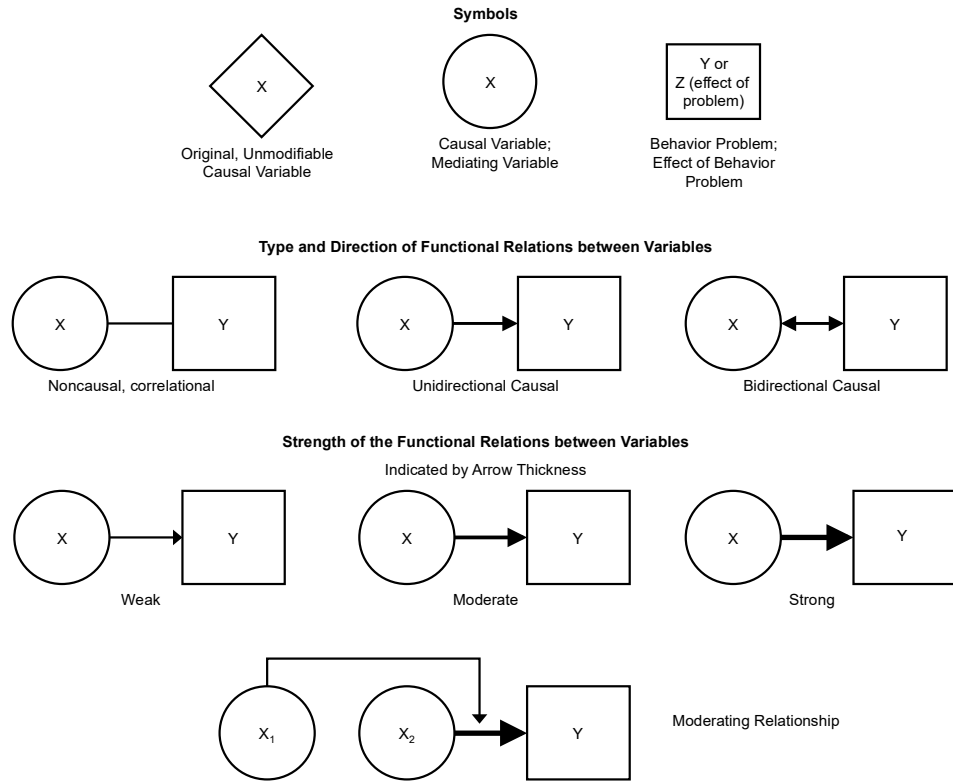 Symbols
X
X
Y or
Z (effect of
problem)
Original, Unmodifiable
Causal Variable
Causal Variable;
Mediating Variable
Behavior Problem;
Effect of Behavior
Problem
Type and Direction of Functional Relations between Variables
X
Y
X
Y
X
Y
Noncausal, correlational
Unidirectional Causal
Bidirectional Causal
Strength of the Functional Relations between Variables
Indicated by Arrow Thickness
X
Y
X
Y
X
Y
Weak
Moderate
Strong
X₁
X₂
Y
Moderating Relationship